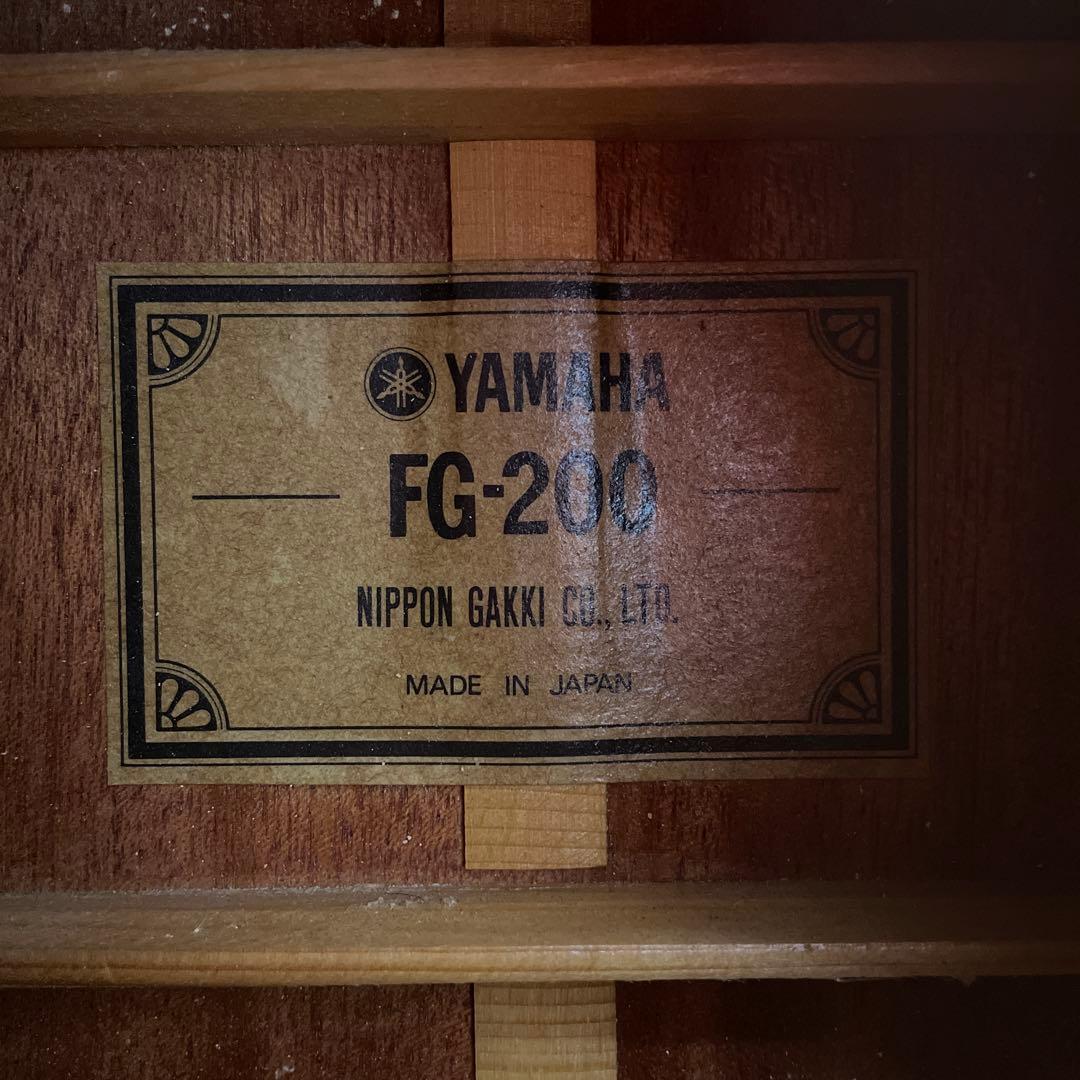 YAMAHA
FG-200
NIPPON GAKKI CO., LTD.
MADE IN JAPAN